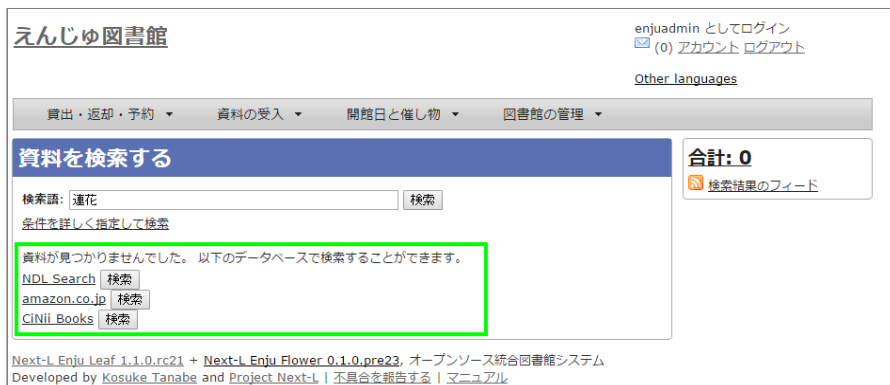 えんじゅ図書館
enjuadmin としてログイン
(0) アカウント ログアウト
Other languages
貸出・返却・予約 ▼ 資料の受入 ▼ 開館日と催し物 ▼ 図書館の管理 ▼
資料を検索する
合計: 0
検索結果のフィード
検索語: 蓮花 検索
条件を詳しく指定して検索
資料が見つかりませんでした。 以下のデータベースで検索することができます。
NDL Search 検索
amazon.co.jp 検索
CiNii Books 検索
Next-L Enju Leaf 1.1.0.rc21 + Next-L Enju Flower 0.1.0.pre23, オープンソース統合図書館システム
Developed by Kosuke Tanabe and Project Next-L | 不具合を報告する | マニュアル